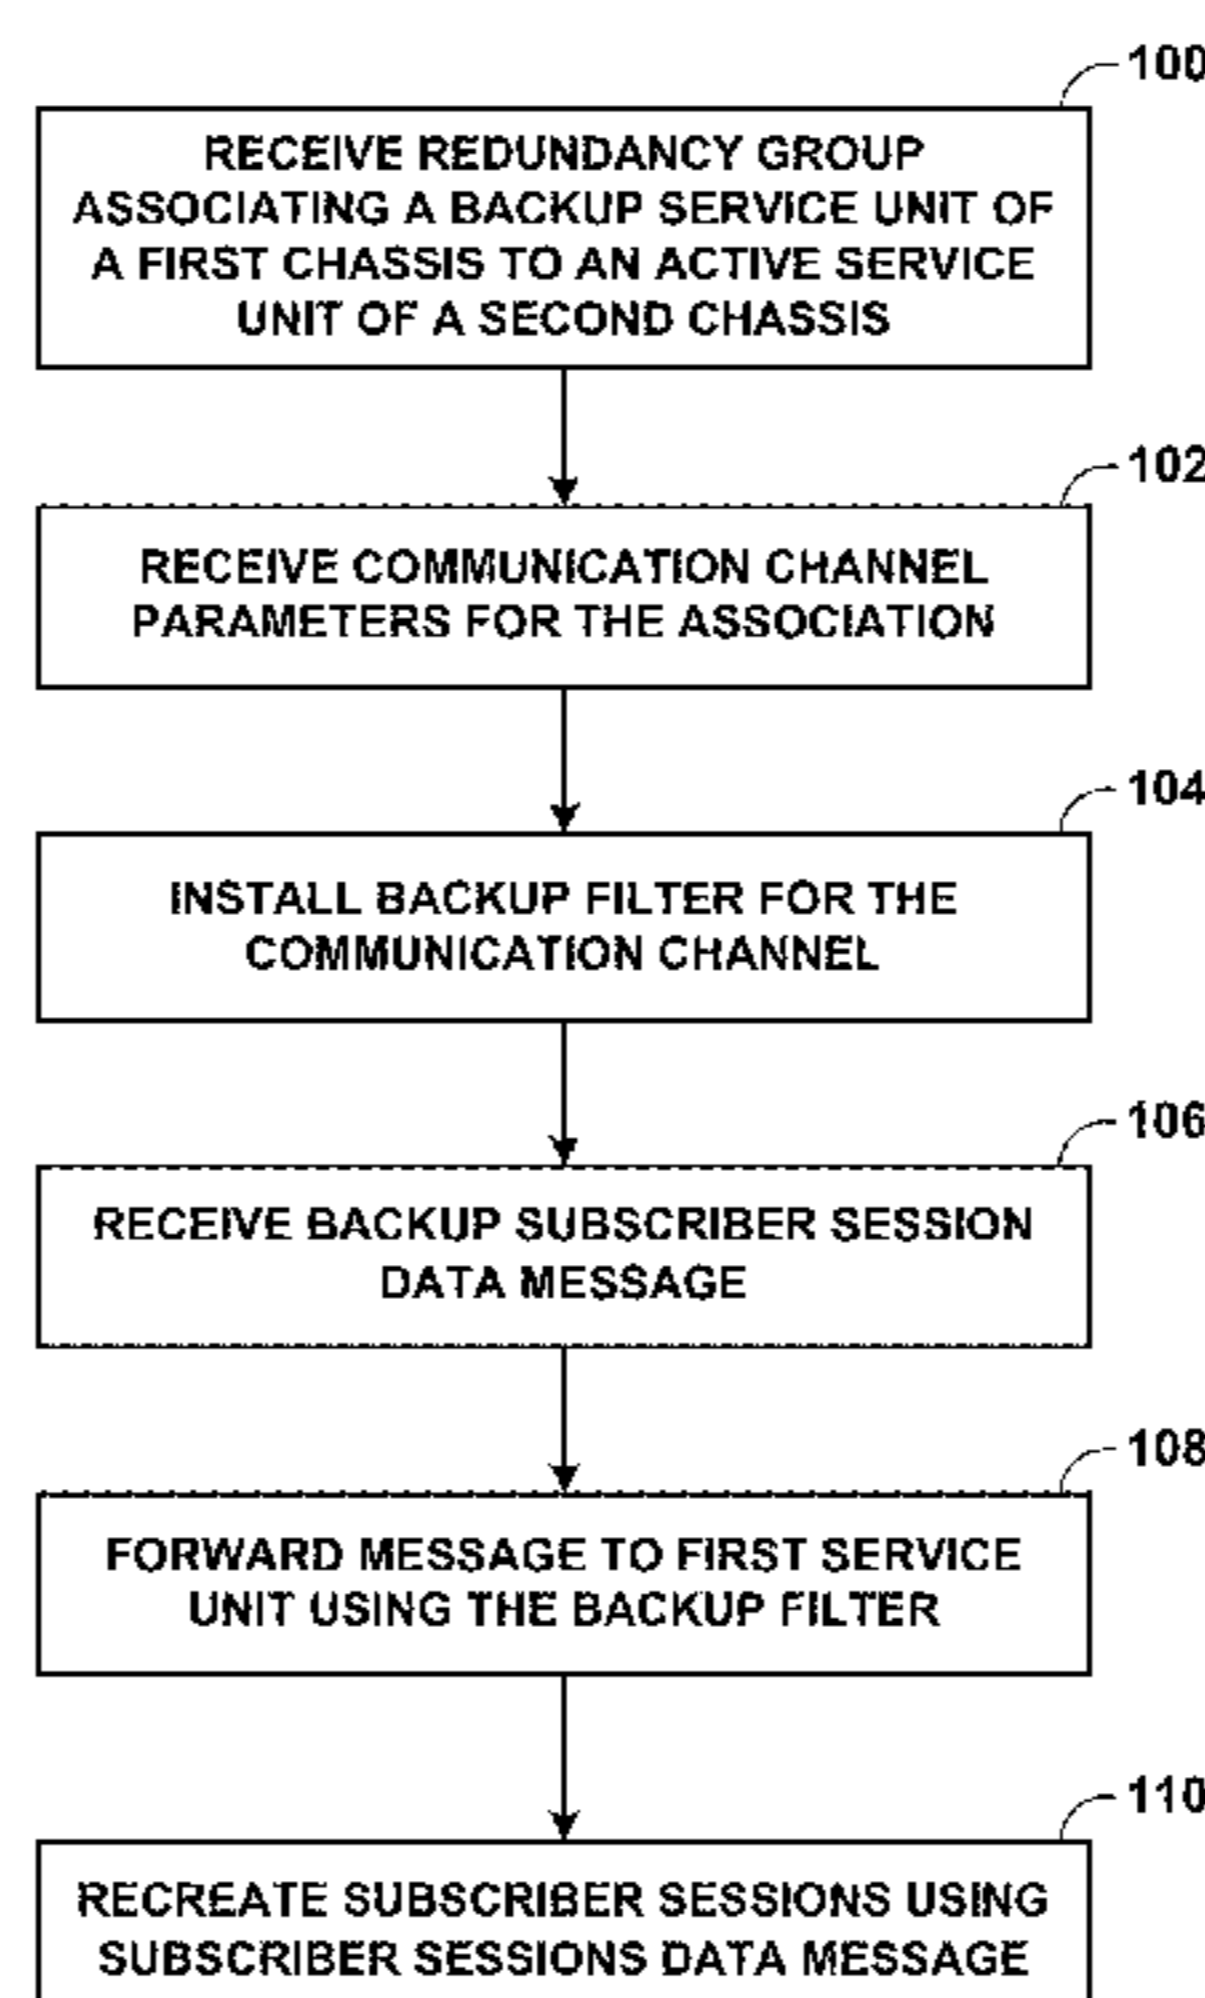 100
RECEIVE REDUNDANCY GROUP
ASSOCIATING A BACKUP SERVICE UNIT OF
A FIRST CHASSIS TO AN ACTIVE SERVICE
UNIT OF A SECOND CHASSIS
102
RECEIVE COMMUNICATION CHANNEL
PARAMETERS FOR THE ASSOCIATION
104
INSTALL BACKUP FILTER FOR THE
COMMUNICATION CHANNEL
106
RECEIVE BACKUP SUBSCRIBER SESSION
DATA MESSAGE
108
FORWARD MESSAGE TO FIRST SERVICE
UNIT USING THE BACKUP FILTER
110
RECREATE SUBSCRIBER SESSIONS USING
SUBSCRIBER SESSIONS DATA MESSAGE